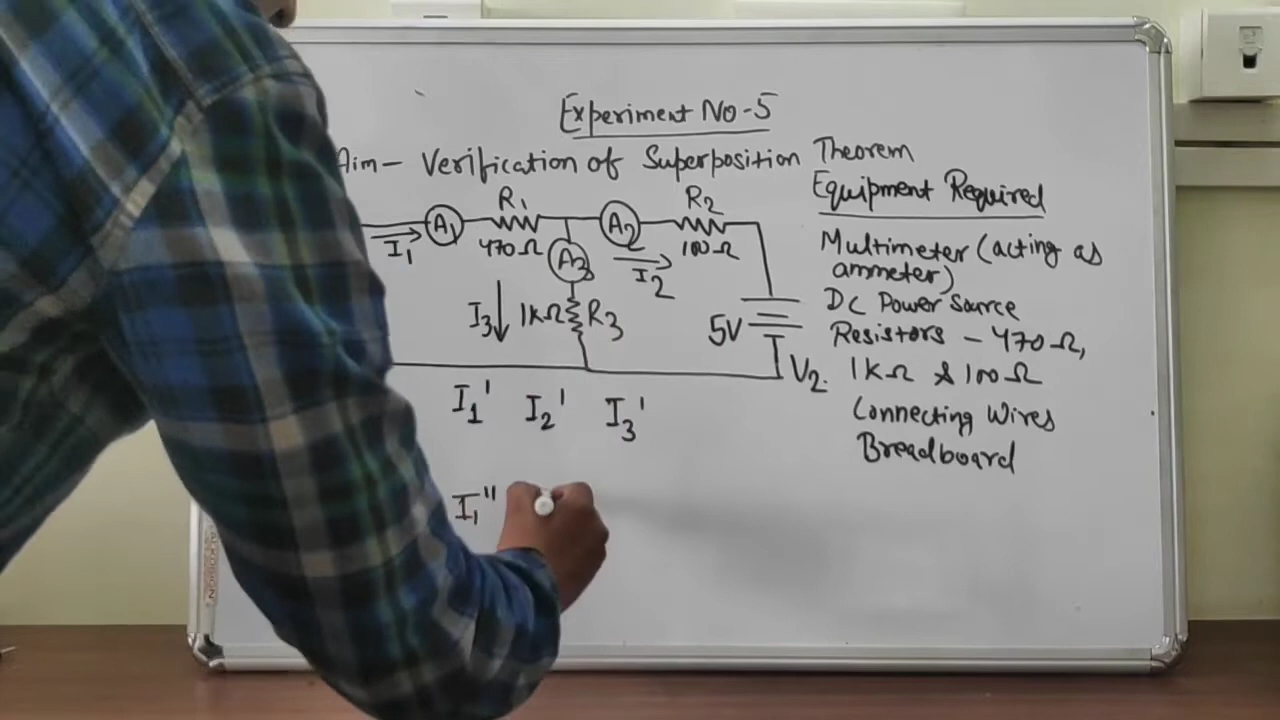 Experiment No-5
Aim- Verification of Superposition Theorem
R1 R2
A1 A2
I1 470Ω 100Ω
A3 I2
I3 1KΩ R3
5V V2.
I1' I2' I3'
I1"
Equipment Required
Multimeter (acting as
ammeter)
DC Power Source
Resistors - 470Ω,
1KΩ & 100Ω
Connecting Wires
Breadboard